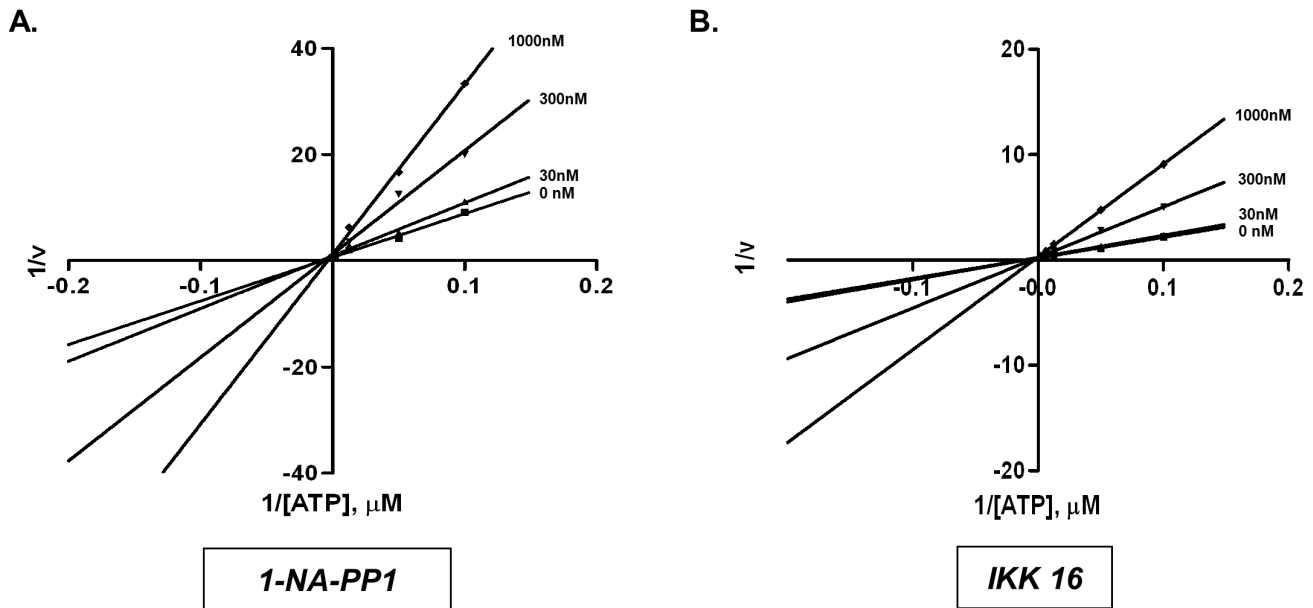 A.
40
1000nM
300nM
20
30nM
0 nM
1/v
-0.2
-0.1
0.1
0.2
-20
-40
1/[ATP], μM
1-NA-PP1
B.
20
1000nM
10
300nM
30nM
0 nM
1/v
-0.1
-0.0
0.1
0.2
-10
-20
1/[ATP], μM
IKK 16